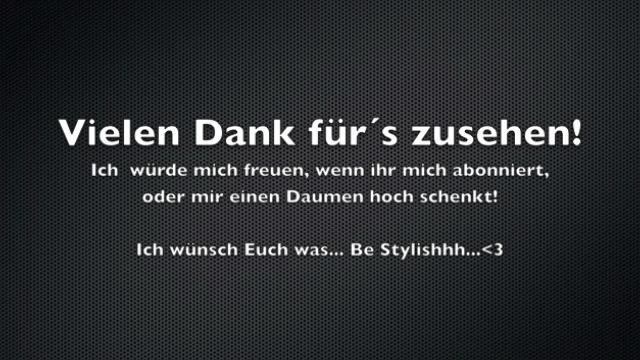 Vielen Dank für´s zusehen!
Ich würde mich freuen, wenn ihr mich abonniert,
oder mir einen Daumen hoch schenkt!
Ich wünsch Euch was... Be Stylishhh...<3